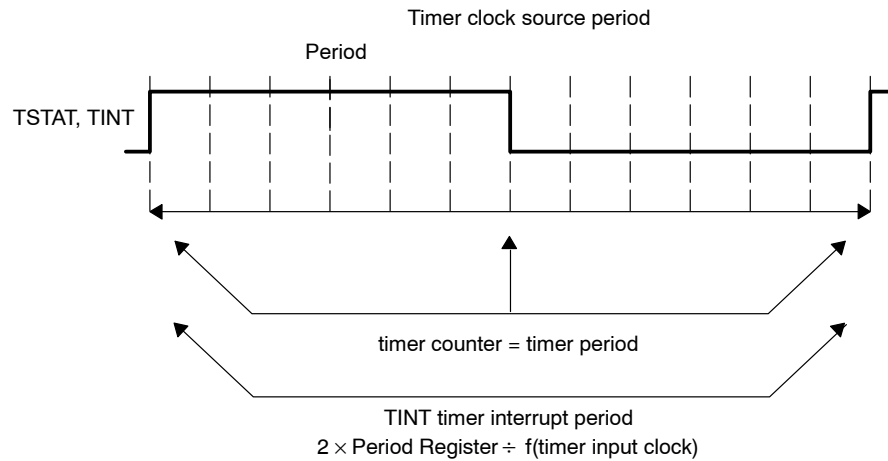 Timer clock source period
Period
TSTAT, TINT
timer counter = timer period
TINT timer interrupt period
2 × Period Register ÷ f(timer input clock)